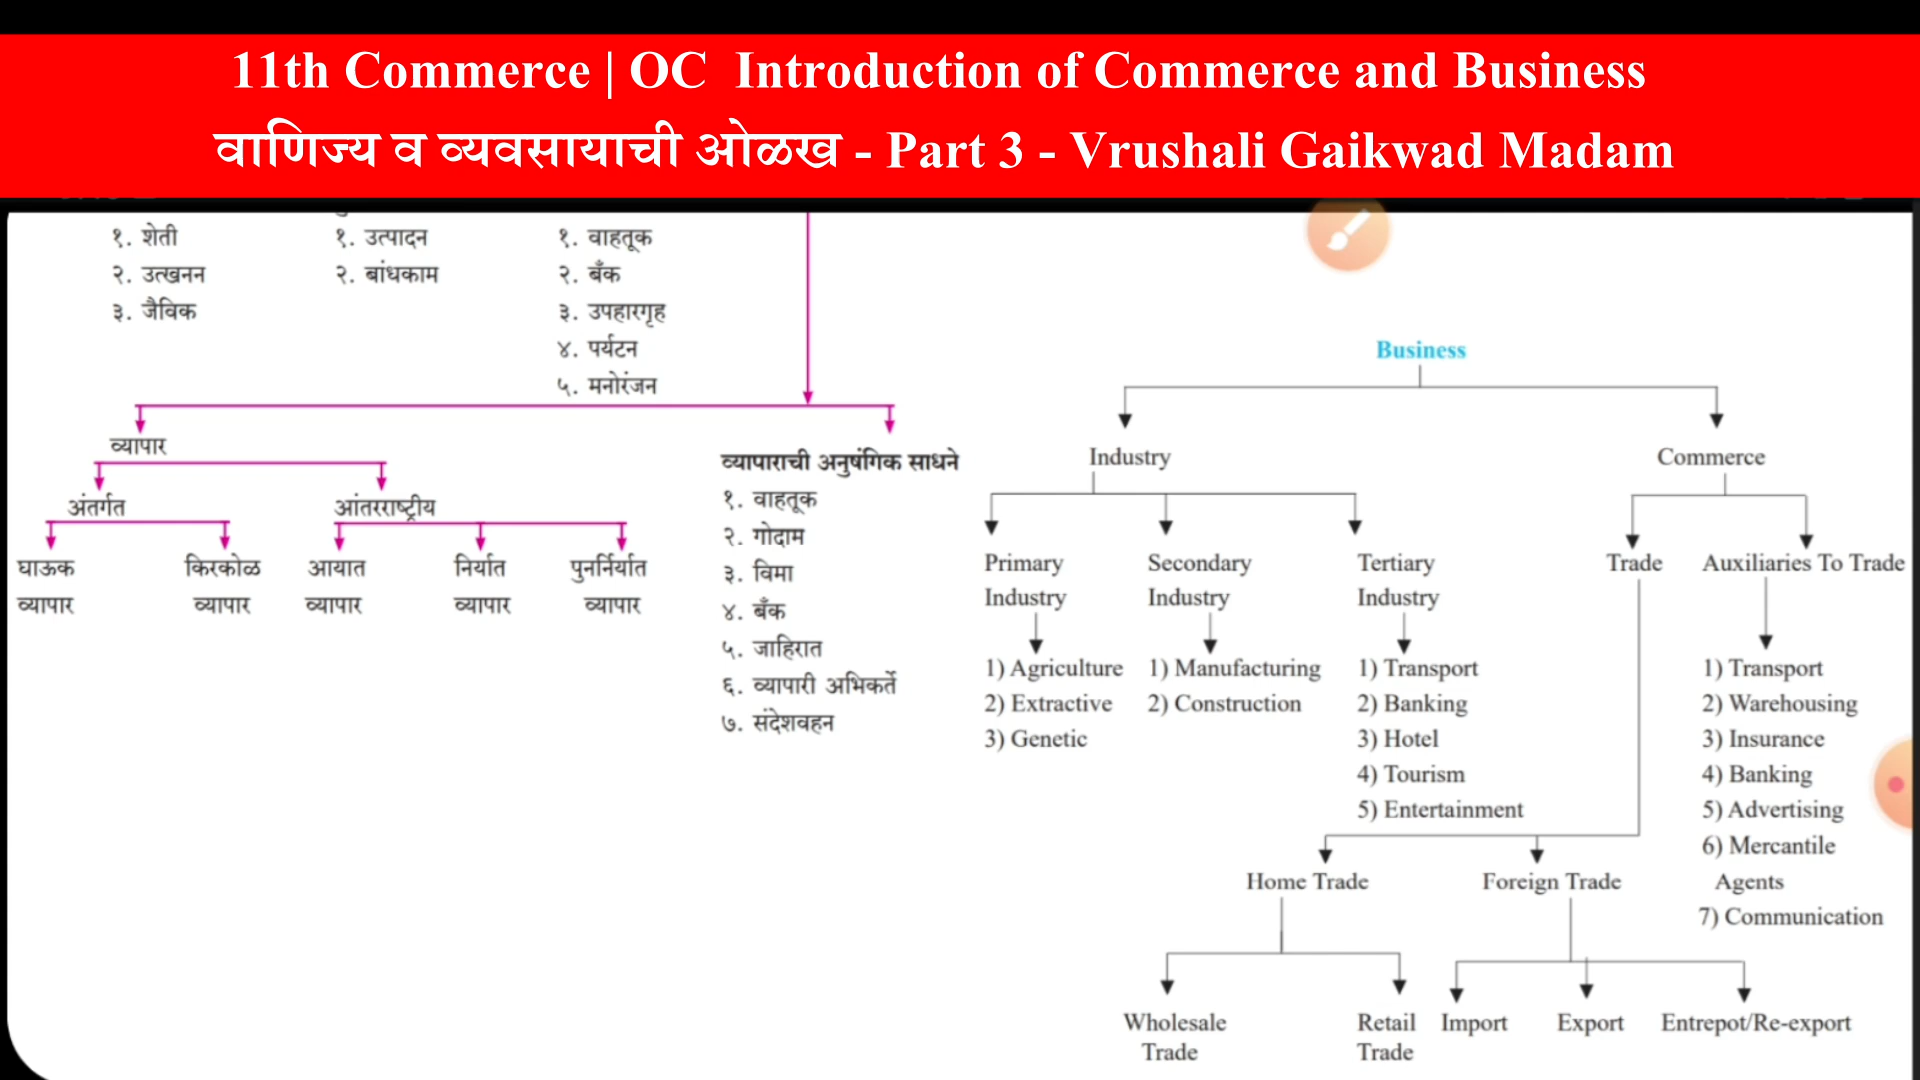 11th Commerce | OC Introduction of Commerce and Business
वाणिज्य व व्यवसायाची ओळख - Part 3 - Vrushali Gaikwad Madam
१. शेती
२. उत्खनन
३. जैविक
१. उत्पादन
२. बांधकाम
१. वाहतूक
२. बँक
३. उपहारगृह
४. पर्यटन
५. मनोरंजन
व्यापार
अंतर्गत
आंतरराष्ट्रीय
घाऊक
व्यापार
किरकोळ
व्यापार
आयात
व्यापार
निर्यात
व्यापार
पुनर्निर्यात
व्यापार
व्यापाराची अनुषंगिक साधने
१. वाहतूक
२. गोदाम
३. विमा
४. बँक
५. जाहिरात
६. व्यापारी अभिकर्ते
७. संदेशवहन
Business
Industry
Commerce
Primary
Industry
Secondary
Industry
Tertiary
Industry
Trade
Auxiliaries To Trade
1) Agriculture
2) Extractive
3) Genetic
1) Manufacturing
2) Construction
1) Transport
2) Banking
3) Hotel
4) Tourism
5) Entertainment
1) Transport
2) Warehousing
3) Insurance
4) Banking
5) Advertising
6) Mercantile
Agents
7) Communication
Home Trade
Foreign Trade
Wholesale
Trade
Retail
Trade
Import
Export
Entrepot/Re-export